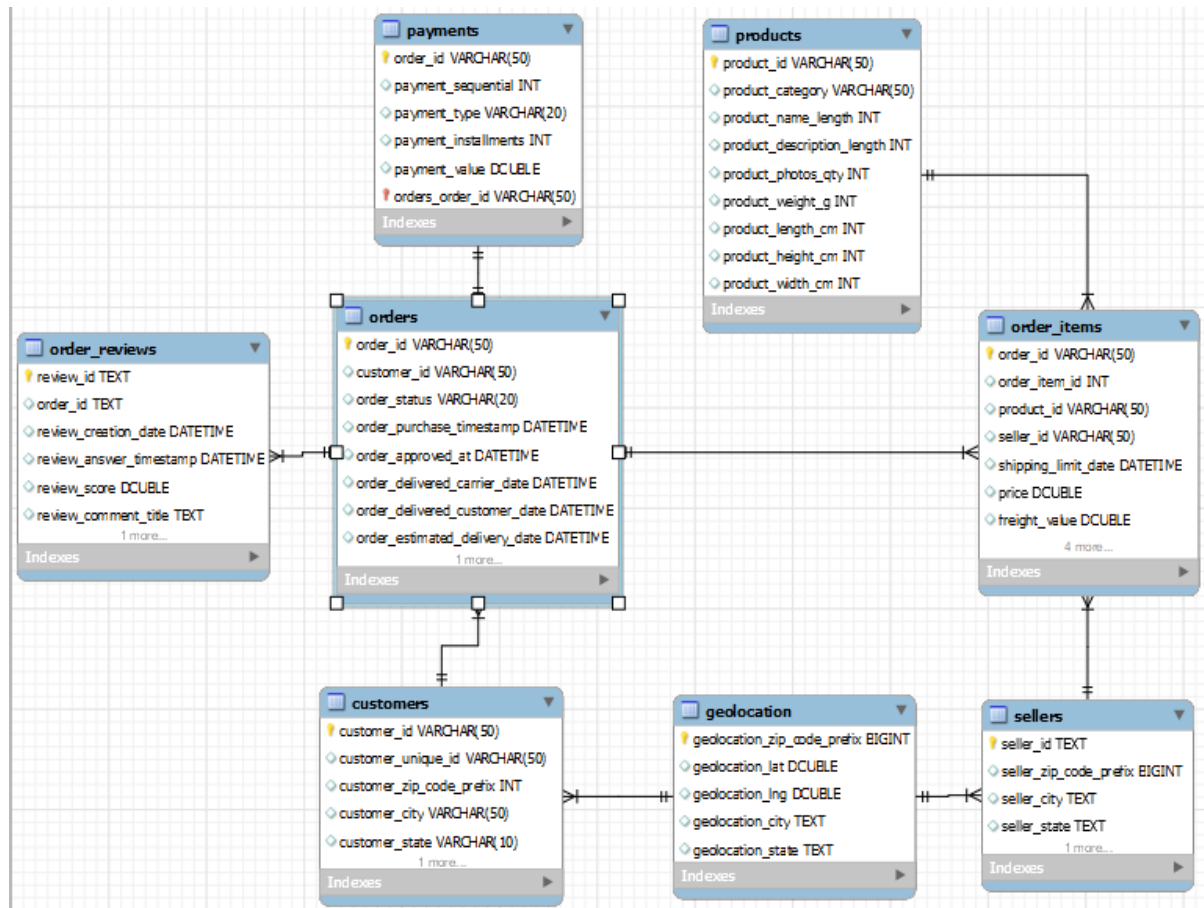 payments
order_id VARCHAR(50)
payment_sequential INT
payment_type VARCHAR(20)
payment_installments INT
payment_value DCUBLE
orders_order_id VARCHAR(50)
Indexes
products
product_id VARCHAR(50)
product_category VARCHAR(50)
product_name_length INT
product_description_length INT
product_photos_qty INT
product_weight_g INT
product_length_cm INT
product_height_cm INT
product_width_cm INT
Indexes
order_reviews
review_id TEXT
order_id TEXT
review_creation_date DATETIME
review_answer_timestamp DATETIME
review_score DCUBLE
review_comment_title TEXT
1 more...
Indexes
orders
order_id VARCHAR(50)
customer_id VARCHAR(50)
order_status VARCHAR(20)
order_purchase_timestamp DATETIME
order_approved_at DATETIME
order_delivered_carrier_date DATETIME
order_delivered_customer_date DATETIME
order_estimated_delivery_date DATETIME
1 more...
Indexes
order_items
order_id VARCHAR(50)
order_item_id INT
product_id VARCHAR(50)
seller_id VARCHAR(50)
shipping_limit_date DATETIME
price DCUBLE
freight_value DCUBLE
4 more...
Indexes
customers
customer_id VARCHAR(50)
customer_unique_id VARCHAR(50)
customer_zip_code_prefix INT
customer_city VARCHAR(50)
customer_state VARCHAR(10)
1 more...
Indexes
geolocation
geolocation_zip_code_prefix BIGINT
geolocation_lat DCUBLE
geolocation_lng DCUBLE
geolocation_city TEXT
geolocation_state TEXT
Indexes
sellers
seller_id TEXT
seller_zip_code_prefix BIGINT
seller_city TEXT
seller_state TEXT
1 more...
Indexes